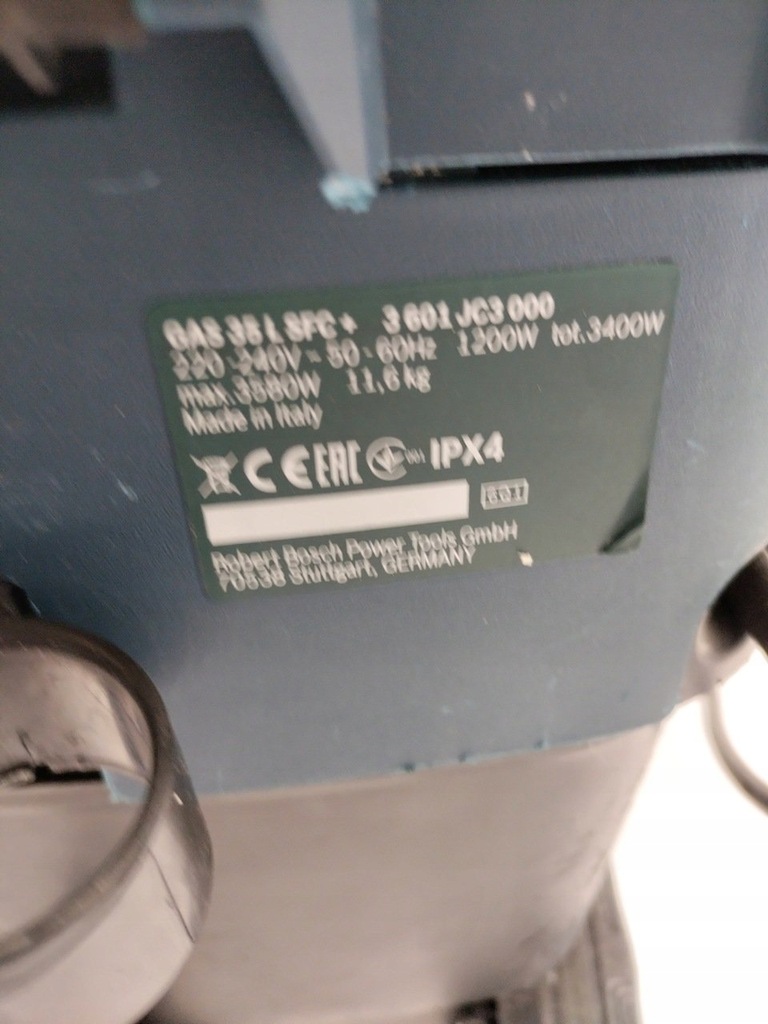 GAS 35 L SFC + 3 601 JC3 000
220 - 240V ~ 50 - 60Hz 1200W tot.3400W
max.3580W 11,6 kg
Made in Italy
CE EAC 001 IPX4
Robert Bosch Power Tools GmbH
70538 Stuttgart, GERMANY